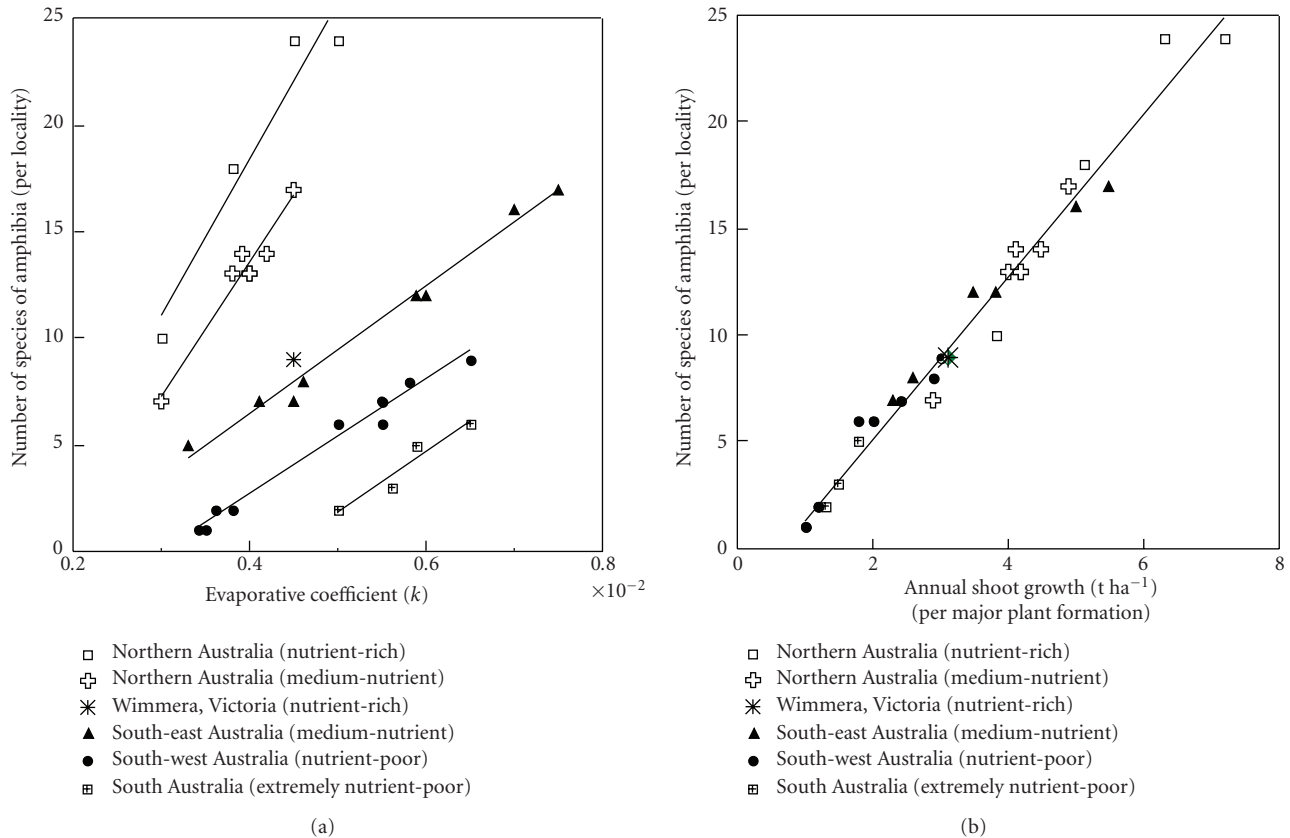 25
20
15
10
5
0
Number of species of amphibia (per locality)
0.2
0.4
0.6
0.8
×10−2
Evaporative coefficient (k)
Northern Australia (nutrient-rich)
Northern Australia (medium-nutrient)
Wimmera, Victoria (nutrient-rich)
South-east Australia (medium-nutrient)
South-west Australia (nutrient-poor)
South Australia (extremely nutrient-poor)
(a)
25
20
15
10
5
0
Number of species of amphibia (per locality)
0
2
4
6
8
Annual shoot growth (t ha−1)
(per major plant formation)
Northern Australia (nutrient-rich)
Northern Australia (medium-nutrient)
Wimmera, Victoria (nutrient-rich)
South-east Australia (medium-nutrient)
South-west Australia (nutrient-poor)
South Australia (extremely nutrient-poor)
(b)